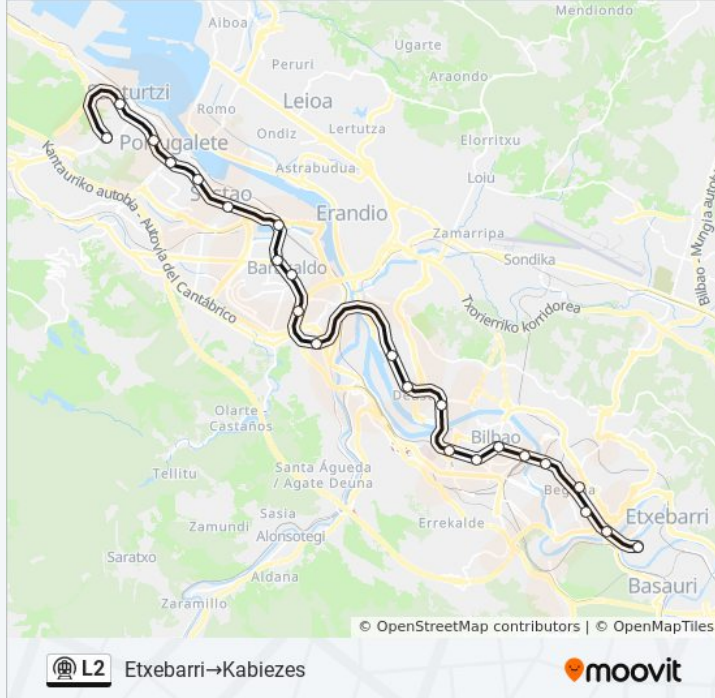 Mendiondo
Aiboa
Ugarte
Peruri
Araondo
Santurtzi
Leioa
Romo
Lertutza
Ondiz
Elorritxu
Portugalete
Astrabudua
Loiu
Sestao
Erandio
Zamarripa
Sondika
Barakaldo
Kantauriko autobia - Autovía del Cantábrico
Txorierriko korridorea
Bilbao - Mungia autobia
Olarte -
Castaños
Deusto
Bilbao
Santa Águeda
/ Agate Deuna
Tellitu
Begoña
Sasia
Errekalde
Etxebarri
Zamundi
Alonsotegi
Saratxo
Aldana
Basauri
Zaramillo
© OpenStreetMap contributors | © OpenMapTiles
L2 Etxebarri→Kabiezes
moovit